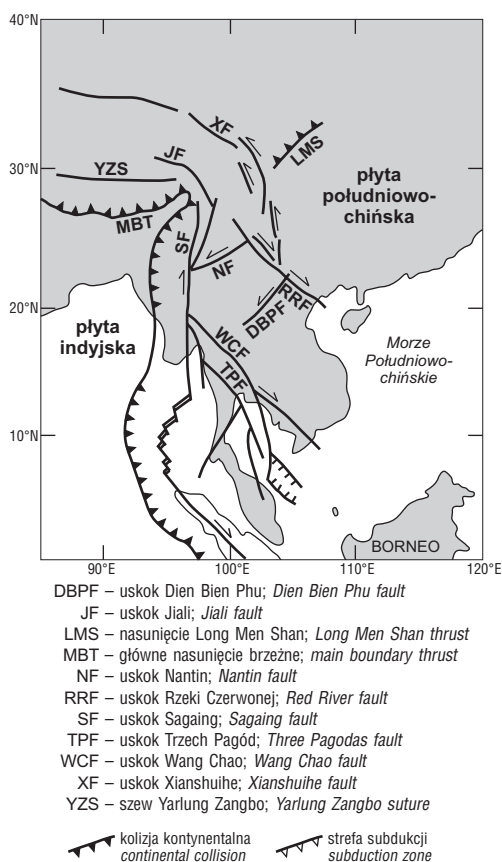 40°N
XF
LMS
JF
30°N
YZS
płyta
południowo-
chińska
MBT
SF
NF
RRF
DBPF
20°N
płyta
indyjska
WCF
TPF
Morze
Południowo-
chińskie
10°N
BORNEO
90°E 100°E 110°E 120°E
DBPF – uskok Dien Bien Phu; Dien Bien Phu fault
JF – uskok Jiali; Jiali fault
LMS – nasunięcie Long Men Shan; Long Men Shan thrust
MBT – główne nasunięcie brzeżne; main boundary thrust
NF – uskok Nantin; Nantin fault
RRF – uskok Rzeki Czerwonej; Red River fault
SF – uskok Sagaing; Sagaing fault
TPF – uskok Trzech Pagód; Three Pagodas fault
WCF – uskok Wang Chao; Wang Chao fault
XF – uskok Xianshuihe; Xianshuihe fault
YZS – szew Yarlung Zangbo; Yarlung Zangbo suture
kolizja kontynentalna
continental collision
strefa subdukcji
subduction zone